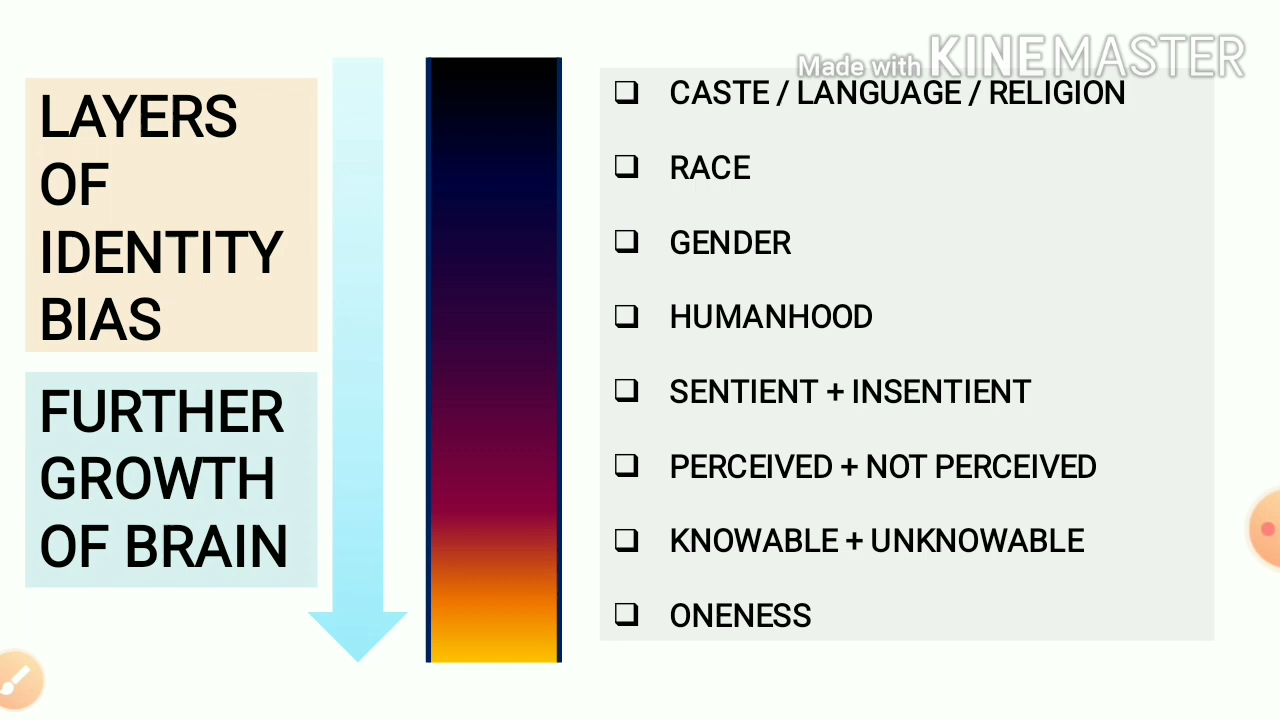 Made with KINEMASTER
LAYERS
OF
IDENTITY
BIAS
FURTHER
GROWTH
OF BRAIN
❑ CASTE / LANGUAGE / RELIGION
❑ RACE
❑ GENDER
❑ HUMANHOOD
❑ SENTIENT + INSENTIENT
❑ PERCEIVED + NOT PERCEIVED
❑ KNOWABLE + UNKNOWABLE
❑ ONENESS